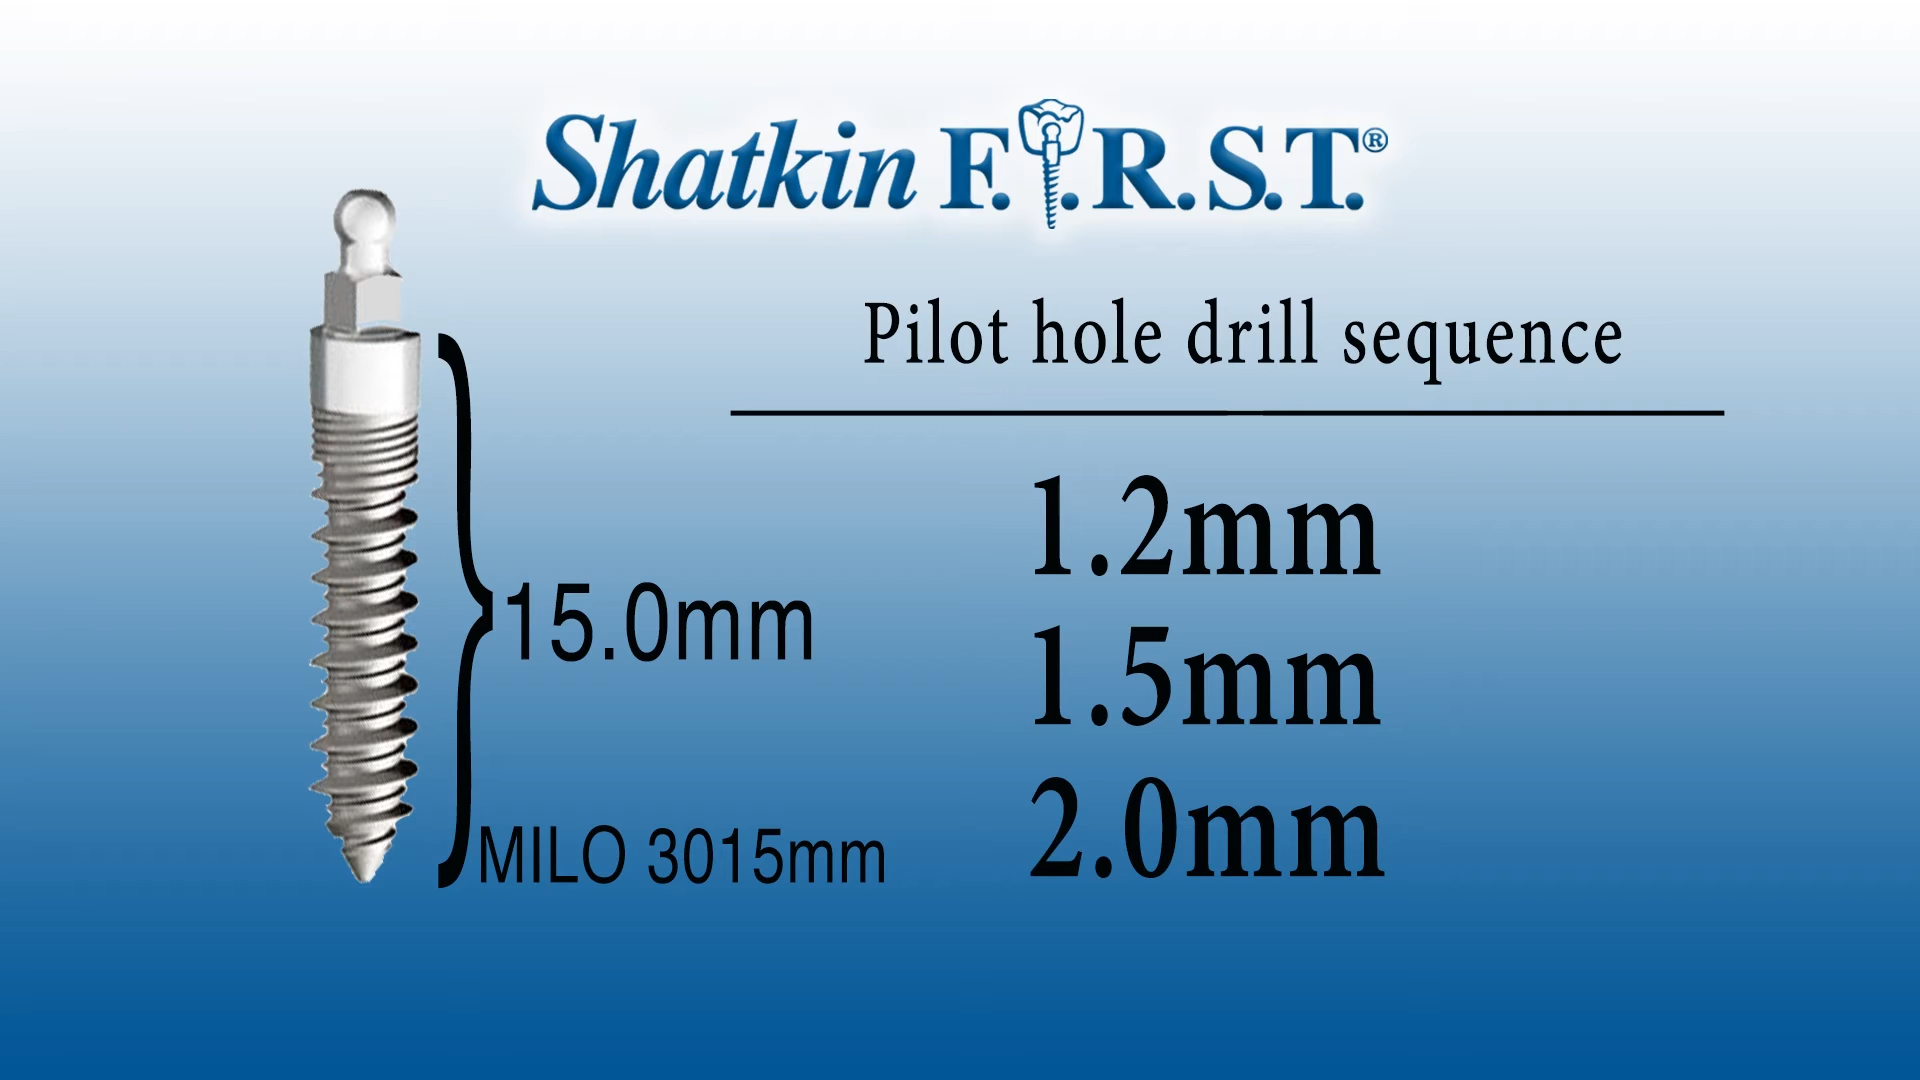 Shatkin F.I.R.S.T.®
Pilot hole drill sequence
1.2mm
1.5mm
2.0mm
15.0mm
MILO 3015mm